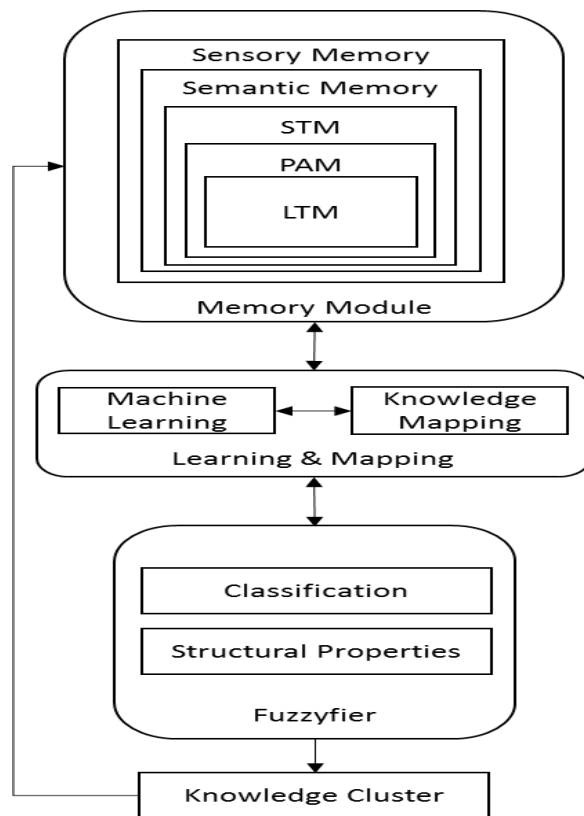 Sensory Memory
Semantic Memory
STM
PAM
LTM
Memory Module
Machine
Learning
Knowledge
Mapping
Learning & Mapping
Classification
Structural Properties
Fuzzyfier
Knowledge Cluster